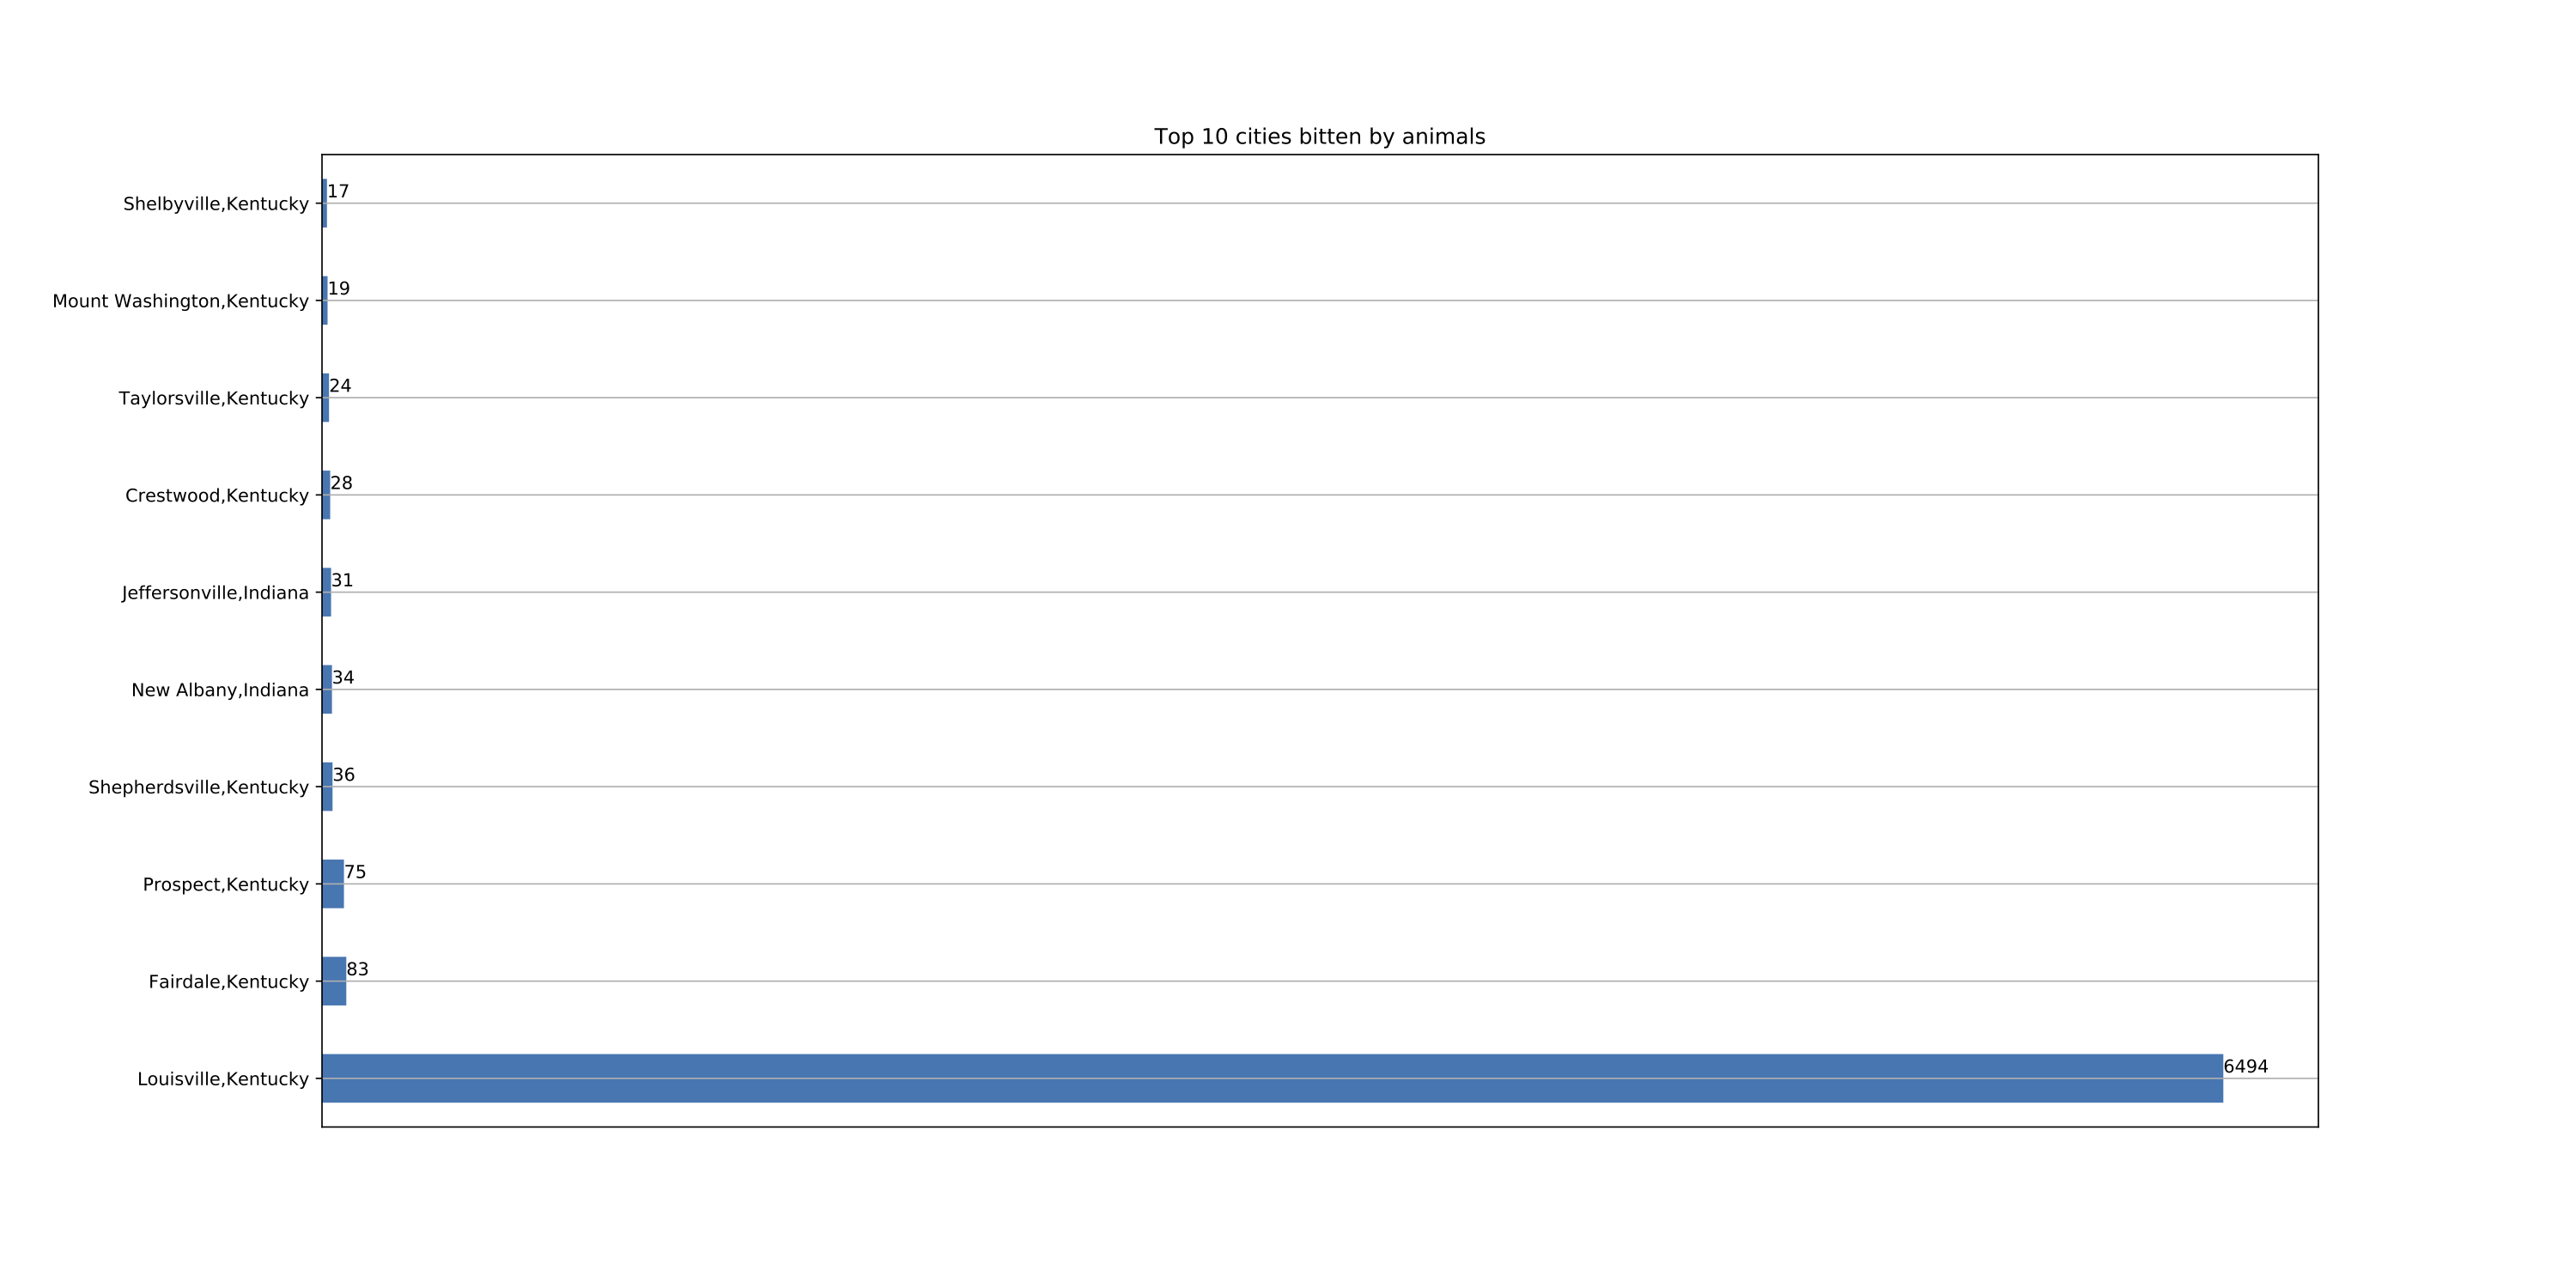 Top 10 cities bitten by animals
Shelbyville,Kentucky 17
Mount Washington,Kentucky 19
Taylorsville,Kentucky 24
Crestwood,Kentucky 28
Jeffersonville,Indiana 31
New Albany,Indiana 34
Shepherdsville,Kentucky 36
Prospect,Kentucky 75
Fairdale,Kentucky 83
Louisville,Kentucky 6494